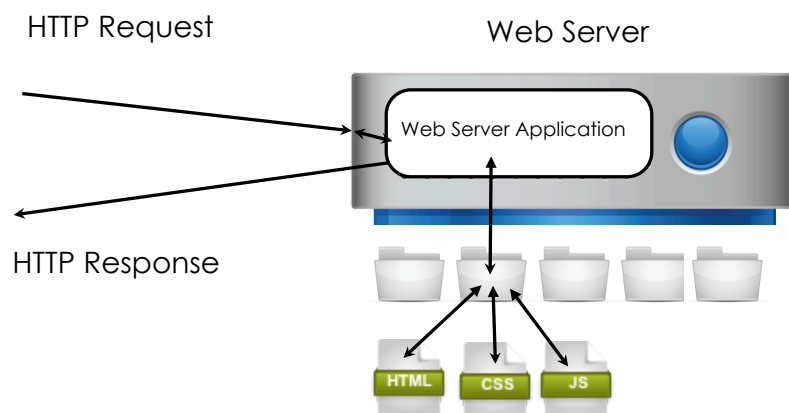 HTTP Request
Web Server
Web Server Application
HTTP Response
HTML
CSS
JS